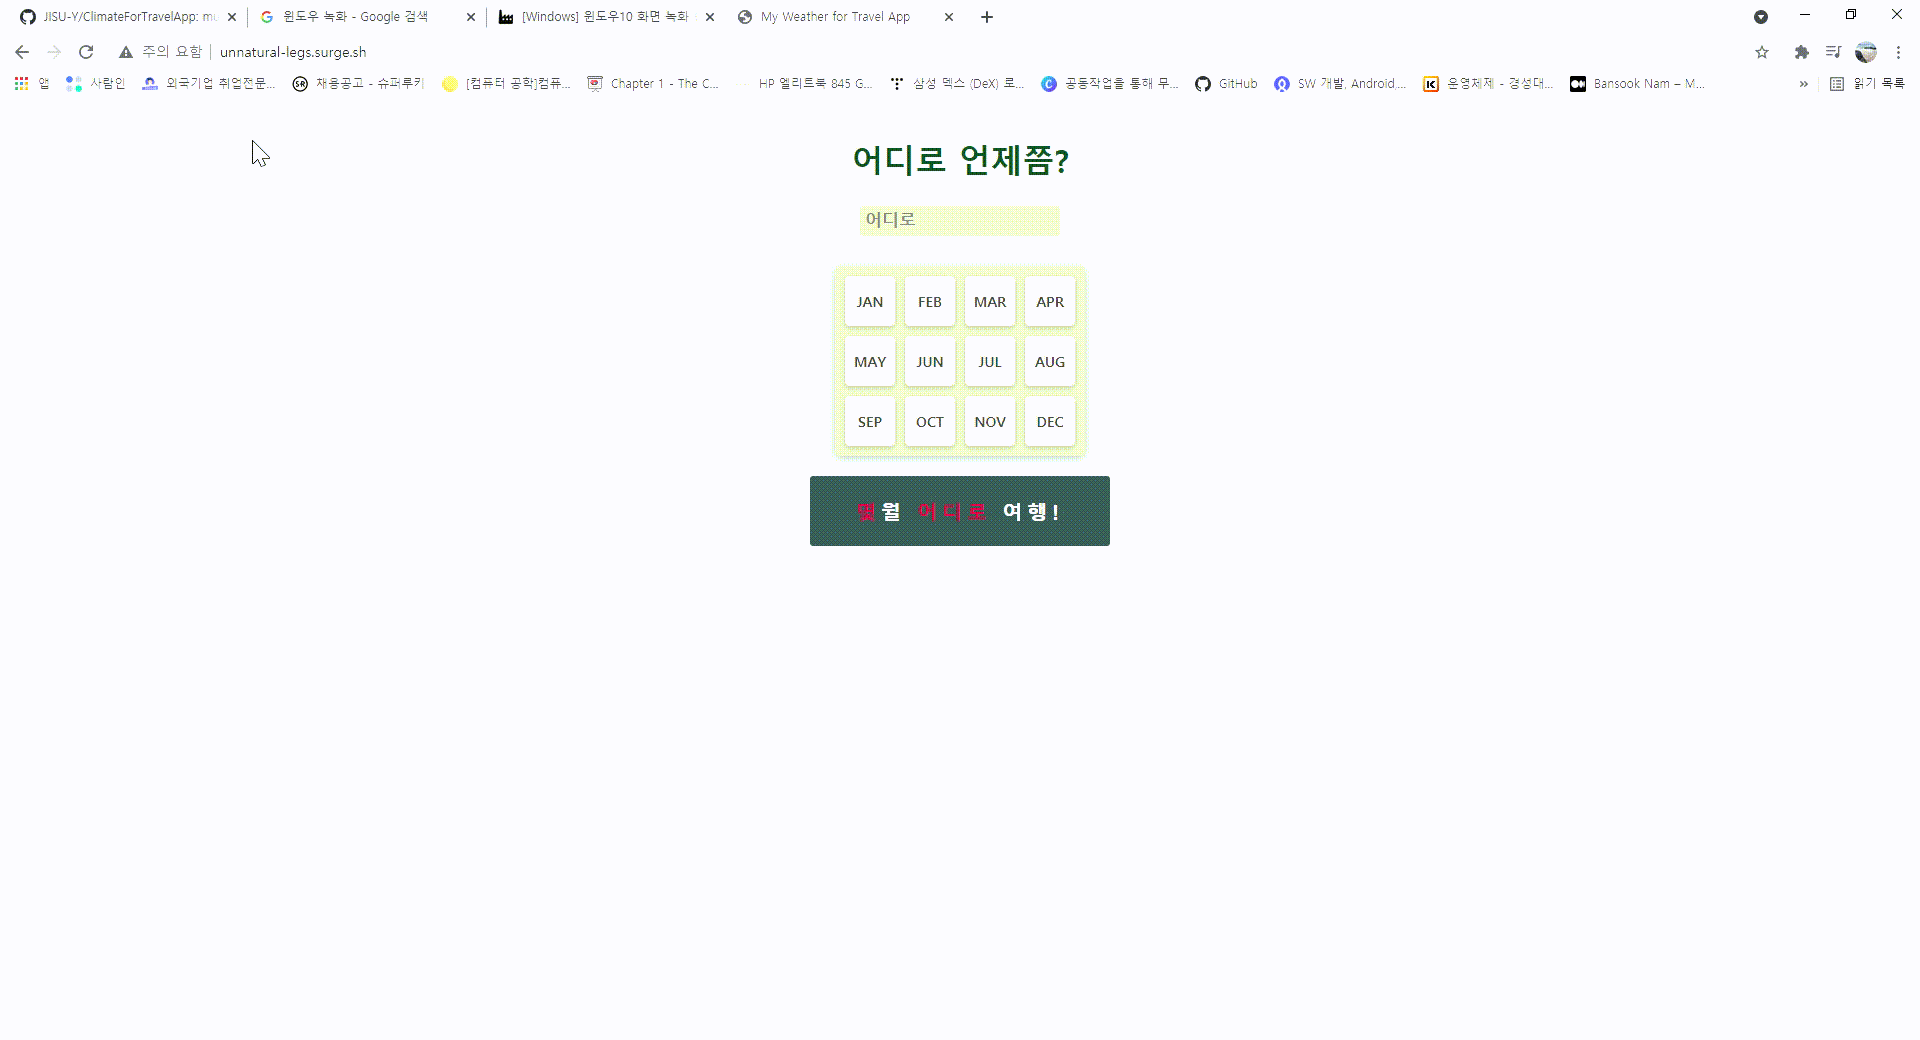 JISU-Y/ClimateForTravelApp: mu
윈도우 녹화 - Google 검색
[Windows] 윈도우10 화면 녹화
My Weather for Travel App
주의 요함
unnatural-legs.surge.sh
앱
사람인
외국기업 취업전문...
SR
채용공고 - 슈퍼루키
[컴퓨터 공학]컴퓨...
Chapter 1 - The C...
HP 엘리트북 845 G...
삼성 덱스 (DeX) 로...
C
공동작업을 통해 무...
GitHub
SW 개발, Android,...
K
운영체제 - 경성대...
Bansook Nam – M...
»
읽기 목록
어디로 언제쯤?
어디로
JAN FEB MAR APR
MAY JUN JUL AUG
SEP OCT NOV DEC
몇월 어디로 여행!